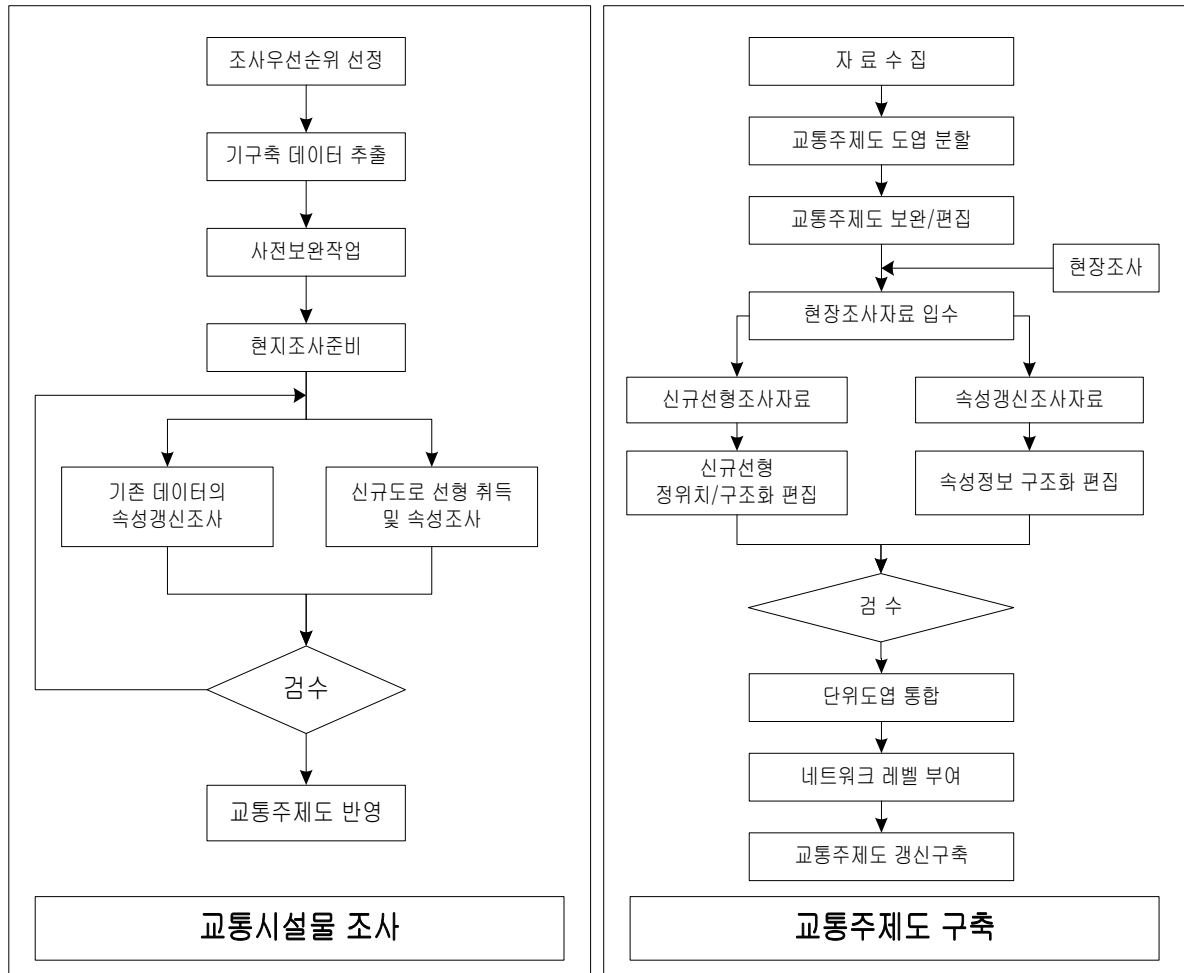 조사우선순위 선정
기구축 데이터 추출
사전보완작업
현지조사준비
기존 데이터의
속성갱신조사
신규도로 선형 취득
및 속성조사
검수
교통주제도 반영
교통시설물 조사
자 료 수 집
교통주제도 도엽 분할
교통주제도 보완/편집
현장조사
현장조사자료 입수
신규선형조사자료
속성갱신조사자료
신규선형
정위치/구조화 편집
속성정보 구조화 편집
검 수
단위도엽 통합
네트워크 레벨 부여
교통주제도 갱신구축
교통주제도 구축